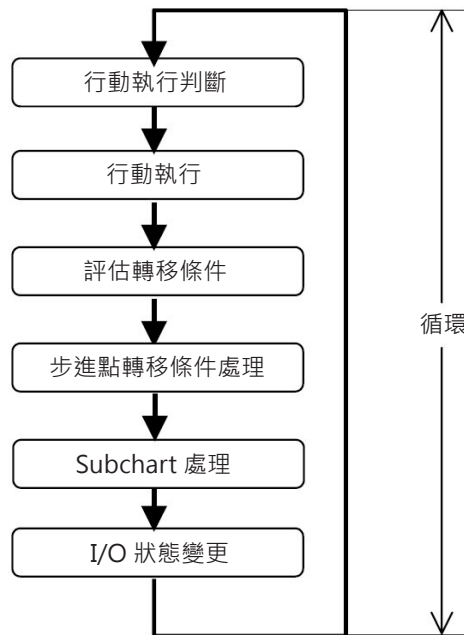 行動執行判斷
行動執行
評估轉移條件
步進點轉移條件處理
循環
Subchart 處理
I/O 狀態變更